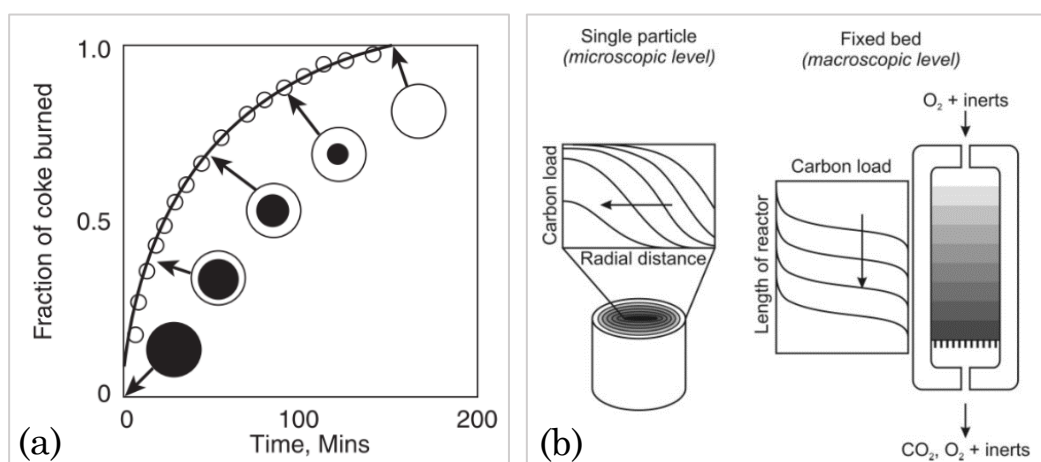 1.0
0.5
0
Fraction of coke burned
0
100
200
Time, Mins
(a)
Single particle
(microscopic level)
Carbon load
Radial distance
Fixed bed
(macroscopic level)
O₂ + inerts
Carbon load
Length of reactor
CO₂, O₂ + inerts
(b)